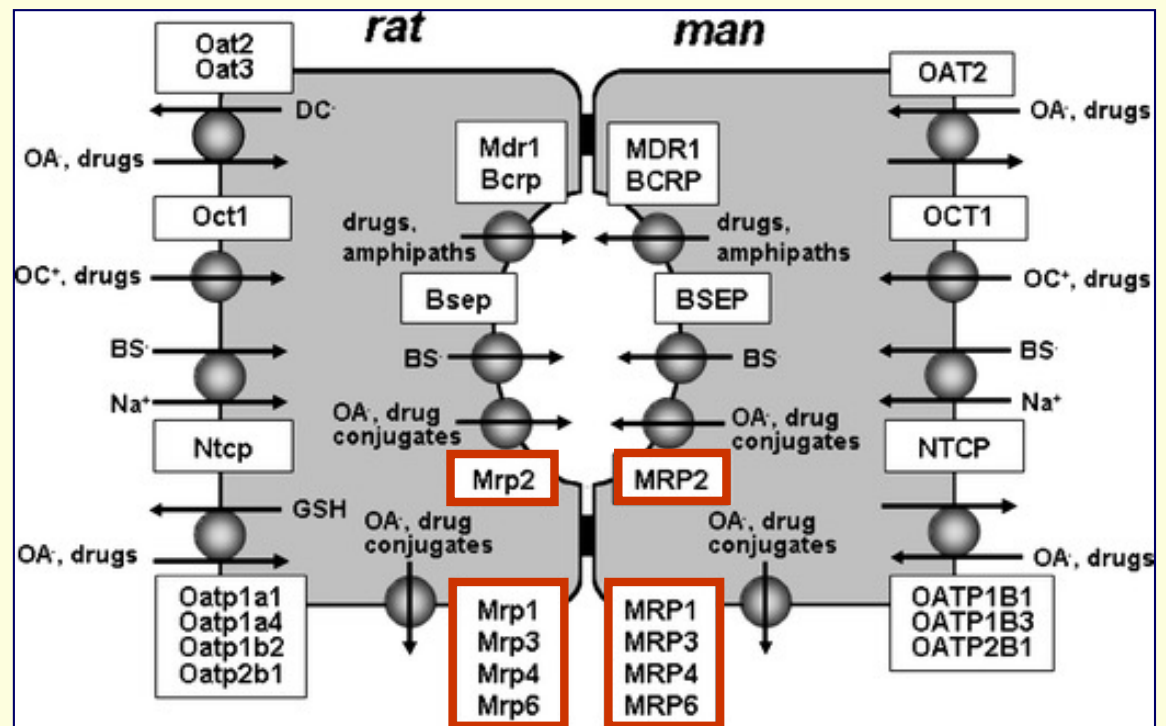 rat
man
Oat2
Oat3
DC-
OA-, drugs
Mdr1
Bcrp
Oct1
drugs,
amphipaths
OC+, drugs
Bsep
BS-
BS-
Na+
OA-, drug
conjugates
Ntcp
Mrp2
GSH
OA-, drug
conjugates
OA-, drugs
Oatp1a1
Oatp1a4
Oatp1b2
Oatp2b1
Mrp1
Mrp3
Mrp4
Mrp6
OAT2
OA-, drugs
MDR1
BCRP
OCT1
drugs,
amphipaths
OC+, drugs
BSEP
BS-
BS-
Na+
OA-, drug
conjugates
NTCP
MRP2
OA-, drug
conjugates
OA-, drugs
MRP1
MRP3
MRP4
MRP6
OATP1B1
OATP1B3
OATP2B1